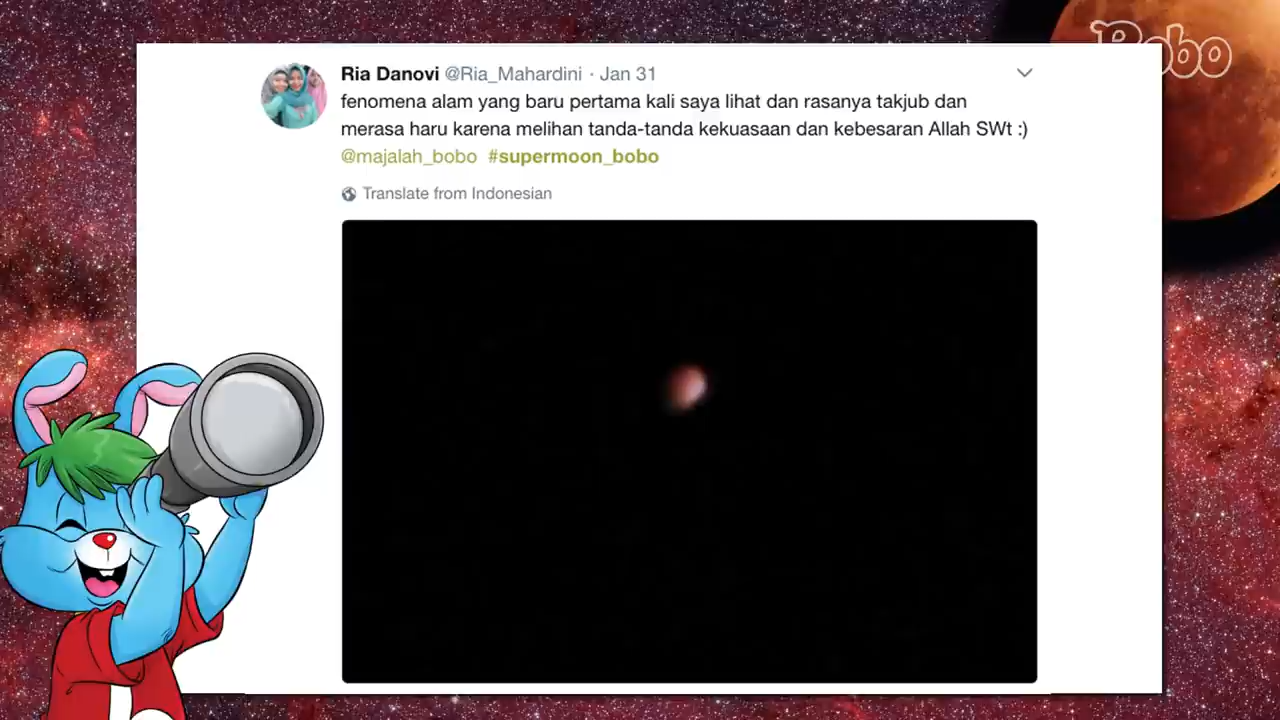 Bobo
Ria Danovi @Ria_Mahardini · Jan 31
fenomena alam yang baru pertama kali saya lihat dan rasanya takjub dan
merasa haru karena melihan tanda-tanda kekuasaan dan kebesaran Allah SWt :)
@majalah_bobo #supermoon_bobo
Translate from Indonesian